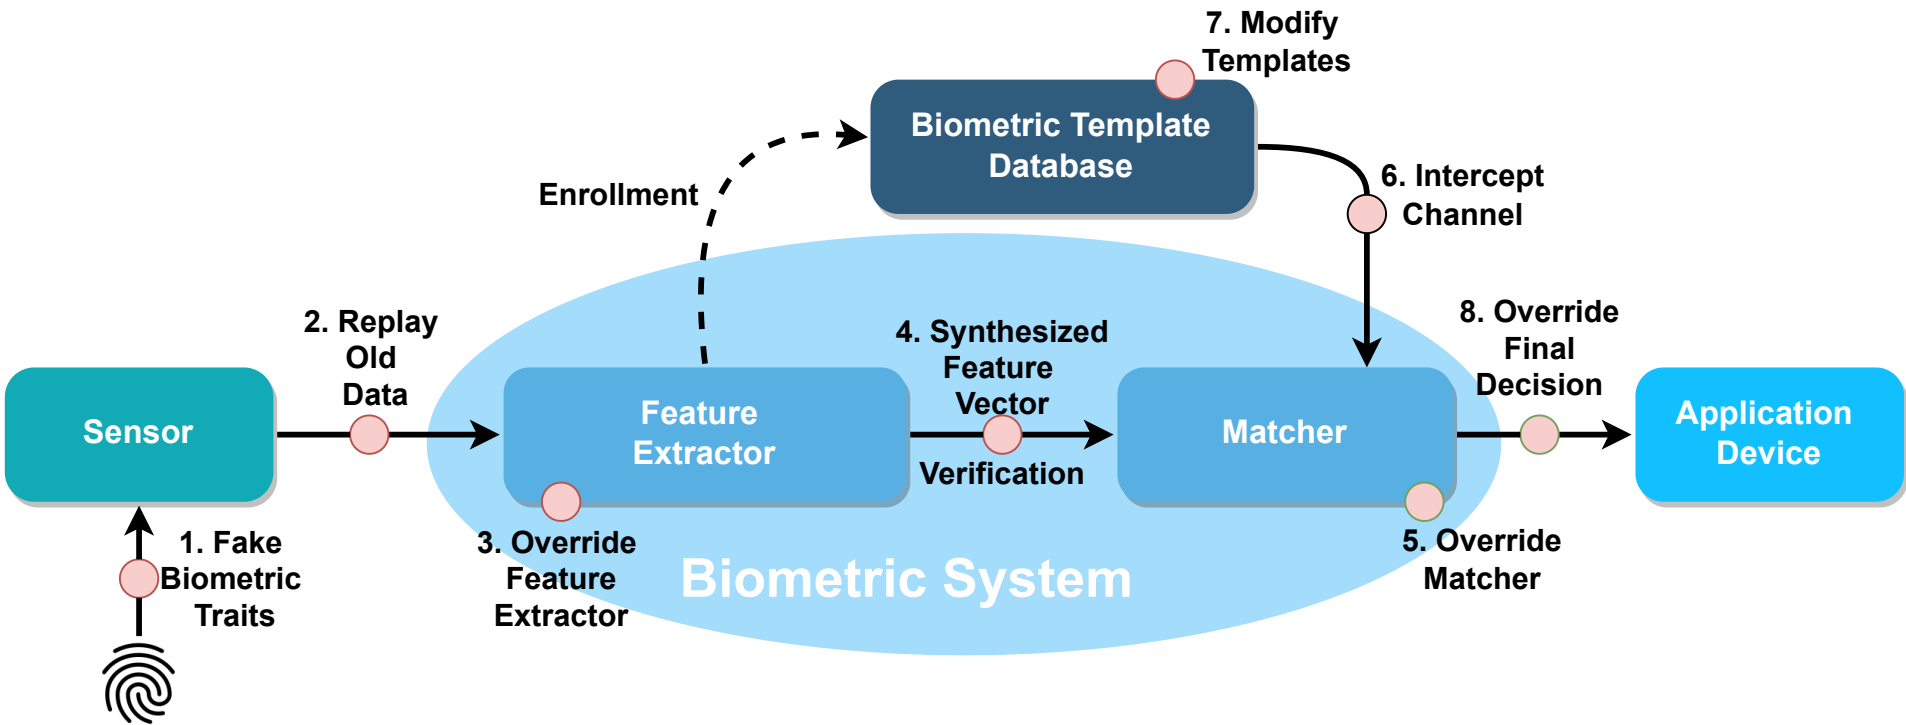 7. Modify
Templates
Biometric Template
Database
6. Intercept
Channel
Enrollment
2. Replay
Old
Data
4. Synthesized
Feature
Vector
8. Override
Final
Decision
Sensor
Feature
Extractor
Verification
Matcher
Application
Device
1. Fake
Biometric
Traits
3. Override
Feature
Extractor
Biometric System
5. Override
Matcher